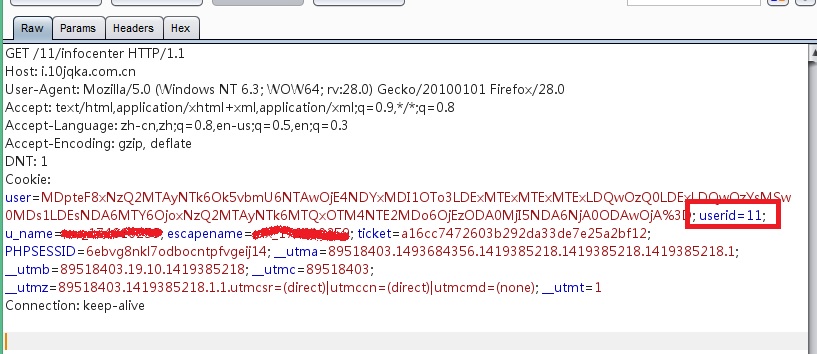 Raw Params Headers Hex
GET /11/infocenter HTTP/1.1
Host: i.10jqka.com.cn
User-Agent: Mozilla/5.0 (Windows NT 6.3; WOW64; rv:28.0) Gecko/20100101 Firefox/28.0
Accept: text/html,application/xhtml+xml,application/xml;q=0.9,*/*;q=0.8
Accept-Language: zh-cn,zh;q=0.8,en-us;q=0.5,en;q=0.3
Accept-Encoding: gzip, deflate
DNT: 1
Cookie:
user=MDpteF8xNzQ2MTAyNTk6Ok5vbmU6NTAwOjE4NDYxMDI1OTo3LDExMTExMTExMTExLDQwOzQ0LDExLDQwOzYsMSw
0MDs1LDEsNDA6MTY6OjoxNzQ2MTAyNTk6MTQxOTM4NTE2MDo6OjEzODA0MjI5NDA6NjA0ODAwOjA%3D; userid=11;
u_name= escapename= ticket=a16cc7472603b292da33de7e25a2bf12;
PHPSESSID=6ebvg8nkl7odbocntpfvgeij14; __utma=89518403.1493684356.1419385218.1419385218.1419385218.1;
__utmb=89518403.19.10.1419385218; __utmc=89518403;
__utmz=89518403.1419385218.1.1.utmcsr=(direct)|utmccn=(direct)|utmcmd=(none); __utmt=1
Connection: keep-alive